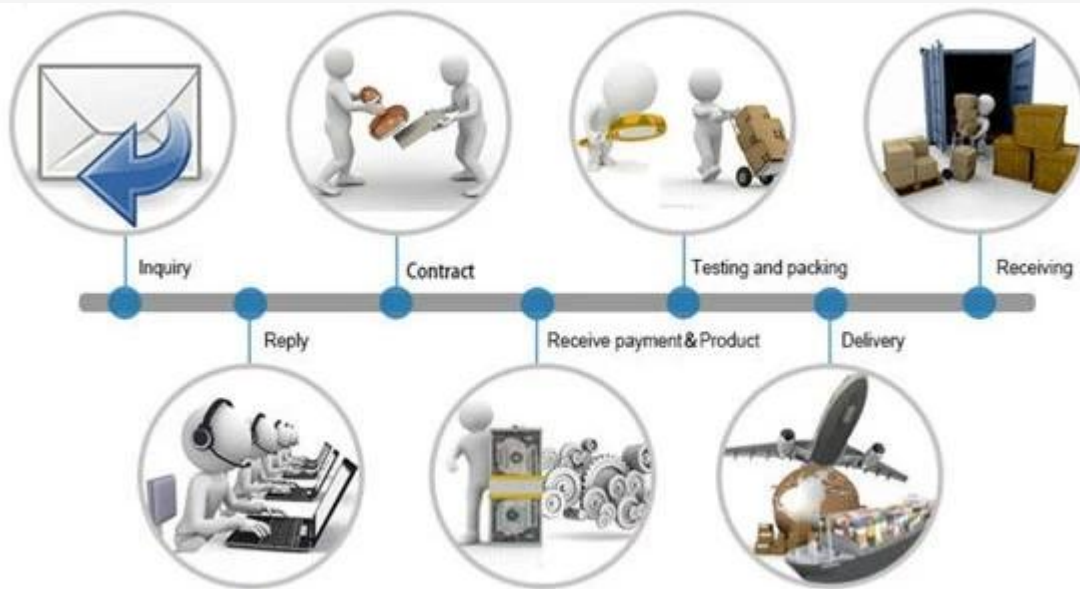 Inquiry
Contract
Testing and packing
Receiving
Reply
Receive payment&Product
Delivery